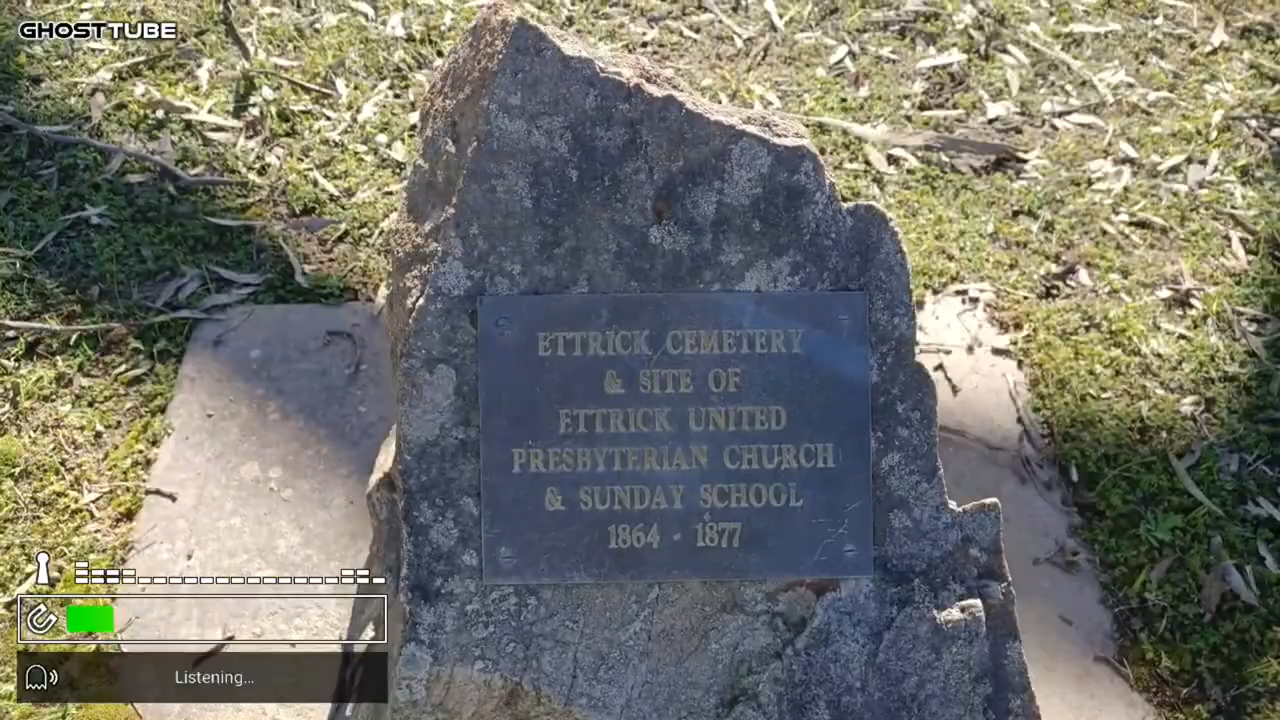 GHOSTTUBE
ETTRICK CEMETERY
& SITE OF
ETTRICK UNITED
PRESBYTERIAN CHURCH
& SUNDAY SCHOOL
1864 - 1877
Listening...